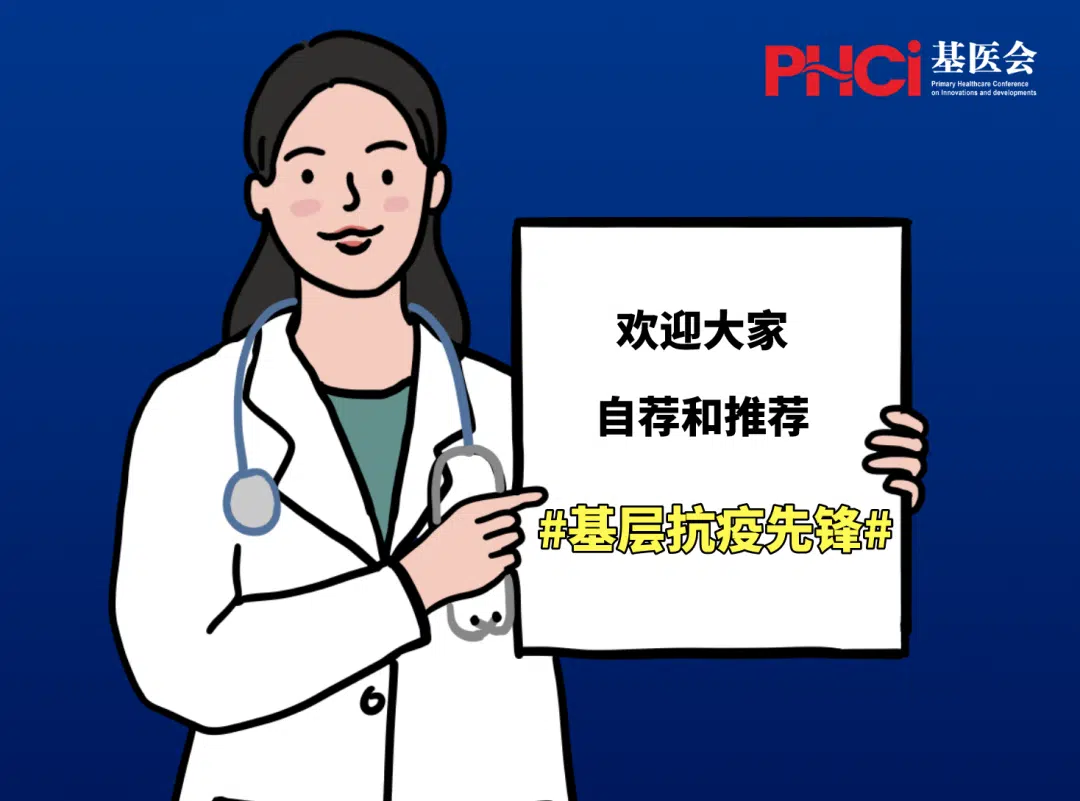 PHCi 基医会
Primary Healthcare Conference
on Innovations and developments
欢迎大家
自荐和推荐
#基层抗疫先锋#